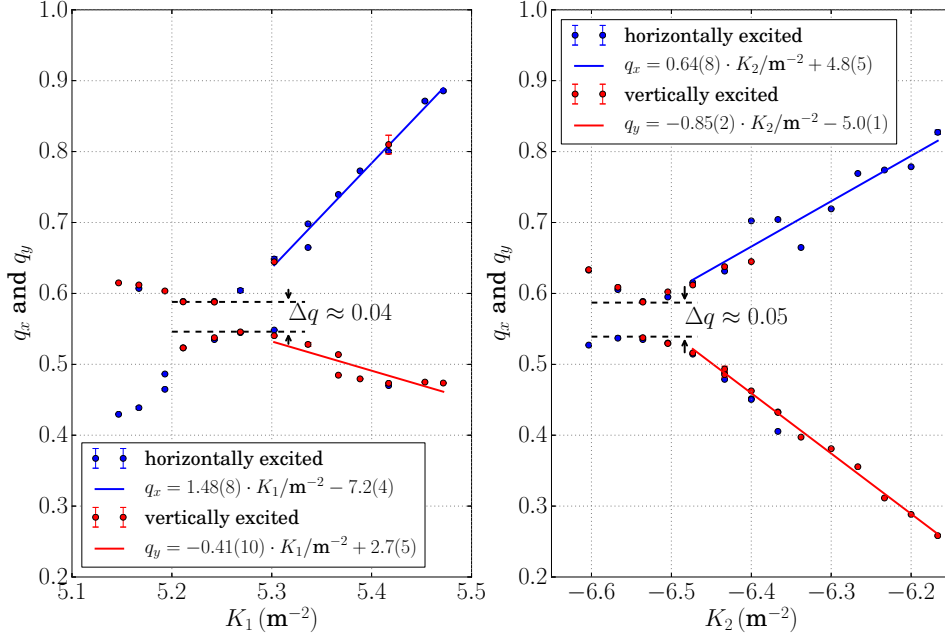 1.0
0.9
0.8
0.7
0.6
0.5
0.4
0.3
0.2
q_x and q_y
Δq ≈ 0.04
horizontally excited
q_x = 1.48(8) · K_1/m^{-2} − 7.2(4)
vertically excited
q_y = −0.41(10) · K_1/m^{-2} + 2.7(5)
5.1 5.2 5.3 5.4 5.5
K_1 (m^{-2})
horizontally excited
q_x = 0.64(8) · K_2/m^{-2} + 4.8(5)
vertically excited
q_y = −0.85(2) · K_2/m^{-2} − 5.0(1)
1.0
0.9
0.8
0.7
0.6
0.5
0.4
0.3
0.2
q_x and q_y
Δq ≈ 0.05
−6.6 −6.5 −6.4 −6.3 −6.2
K_2 (m^{-2})